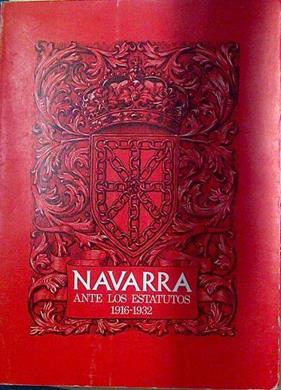 NAVARRA
ANTE LOS ESTATUTOS
1916-1932